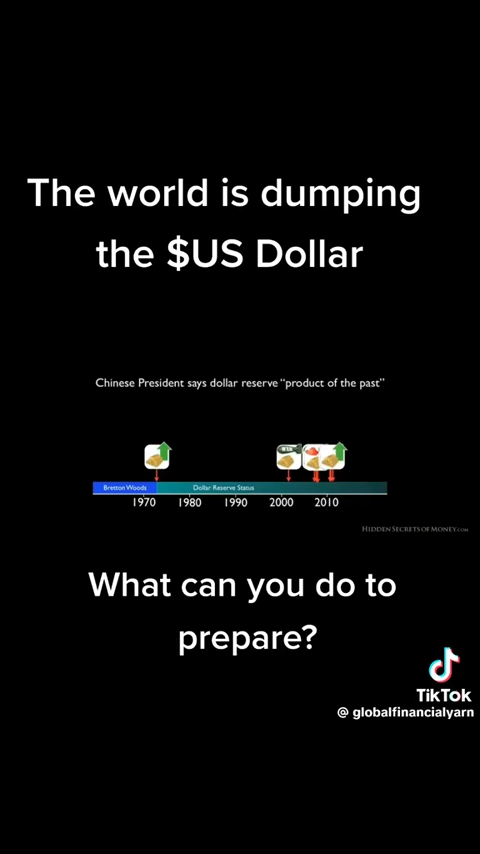 The world is dumping
the $US Dollar
Chinese President says dollar reserve “product of the past”
Bretton Woods
Dollar Reserve Status
1970
1980
1990
2000
2010
HIDDEN SECRETS OF MONEY.COM
What can you do to
prepare?
TikTok
@ globalfinancialyarn